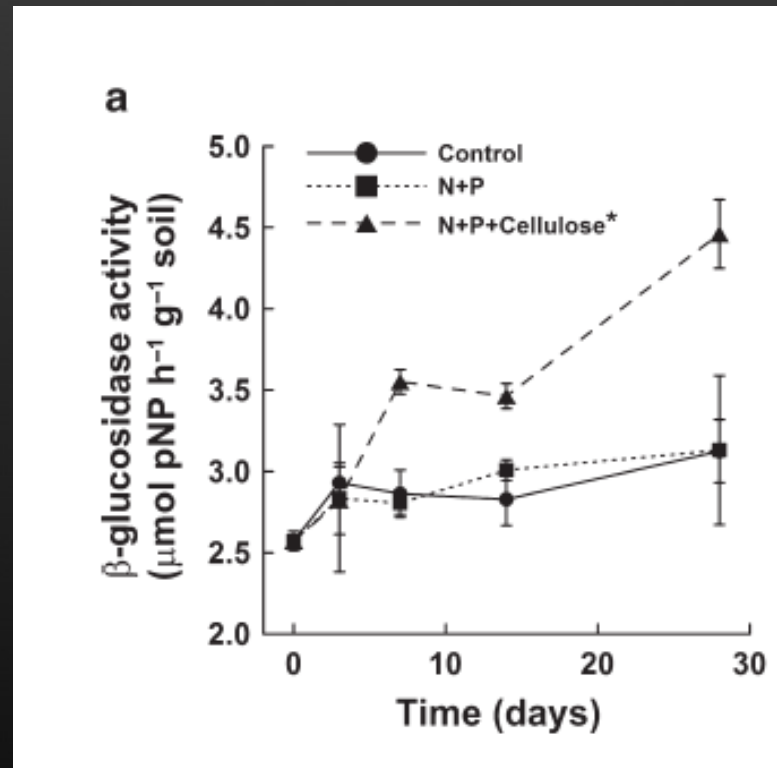 a
5.0
4.5
4.0
3.5
3.0
2.5
2.0
Control
N+P
N+P+Cellulose*
β-glucosidase activity
(μmol pNP h⁻¹ g⁻¹ soil)
0 10 20 30
Time (days)